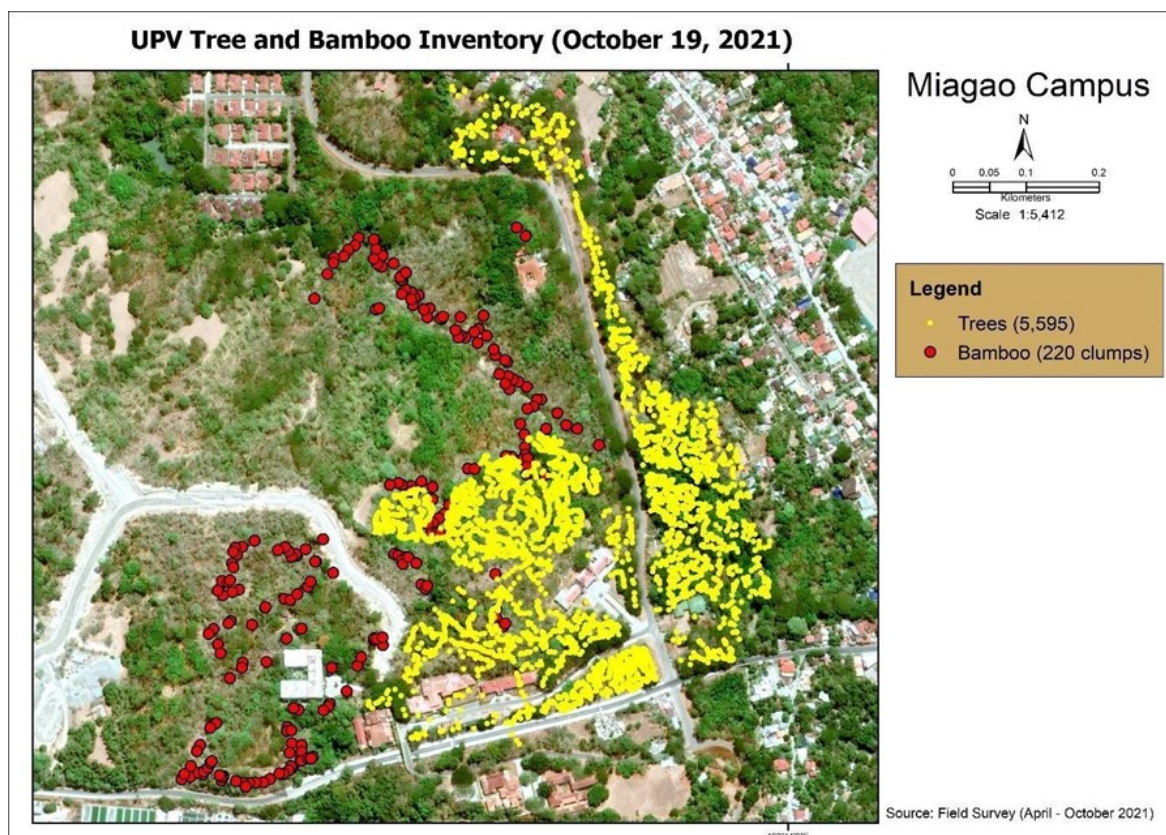 UPV Tree and Bamboo Inventory (October 19, 2021)
Miagao Campus
N
0 0.05 0.1 0.2
Kilometers
Scale 1:5,412
Legend
Trees (5,595)
Bamboo (220 clumps)
Source: Field Survey (April - October 2021)